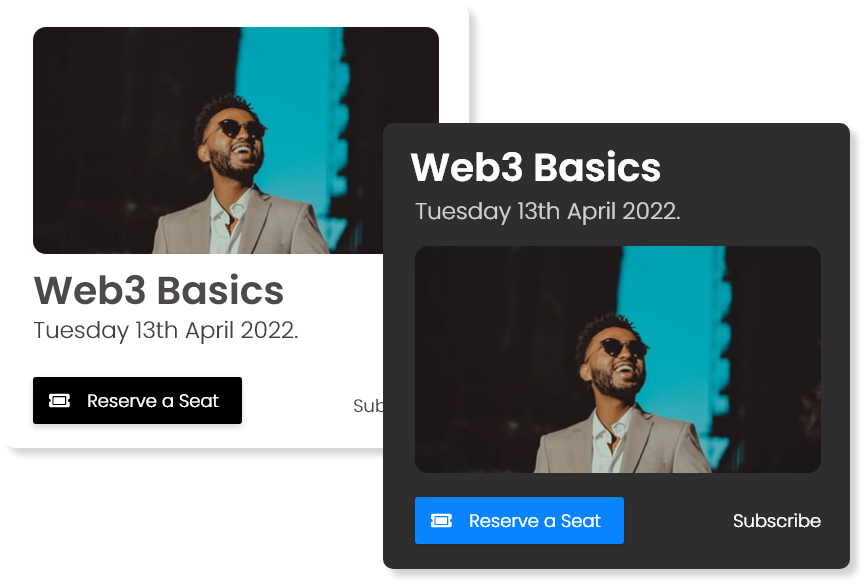 Web3 Basics
Tuesday 13th April 2022.
Reserve a Seat
Sub
Web3 Basics
Tuesday 13th April 2022.
Reserve a Seat
Subscribe